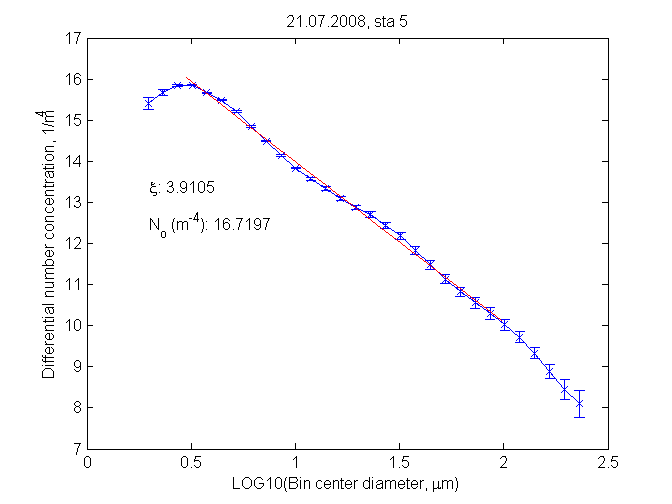 21.07.2008, sta 5
Differential number concentration, 1/m⁴
17
16
15
14
13
12
11
10
9
8
7
ξ: 3.9105
N₀ (m⁻⁴): 16.7197
0 0.5 1 1.5 2 2.5
LOG10(Bin center diameter, μm)